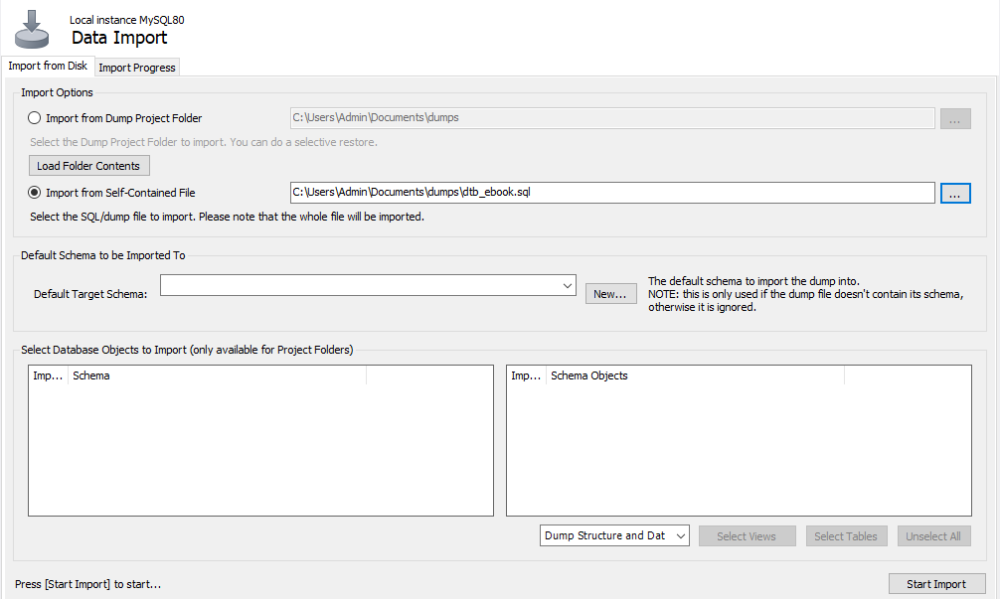 Local instance MySQL80
Data Import
Import from Disk
Import Progress
Import Options
Import from Dump Project Folder
C:\Users\Admin\Documents\dumps
...
Select the Dump Project Folder to import. You can do a selective restore.
Load Folder Contents
Import from Self-Contained File
C:\Users\Admin\Documents\dumps\dtb_ebook.sql
...
Select the SQL/dump file to import. Please note that the whole file will be imported.
Default Schema to be Imported To
Default Target Schema:
New...
The default schema to import the dump into.
NOTE: this is only used if the dump file doesn't contain its schema,
otherwise it is ignored.
Select Database Objects to Import (only available for Project Folders)
Imp... Schema
Imp... Schema Objects
Dump Structure and Dat
Select Views
Select Tables
Unselect All
Press [Start Import] to start...
Start Import